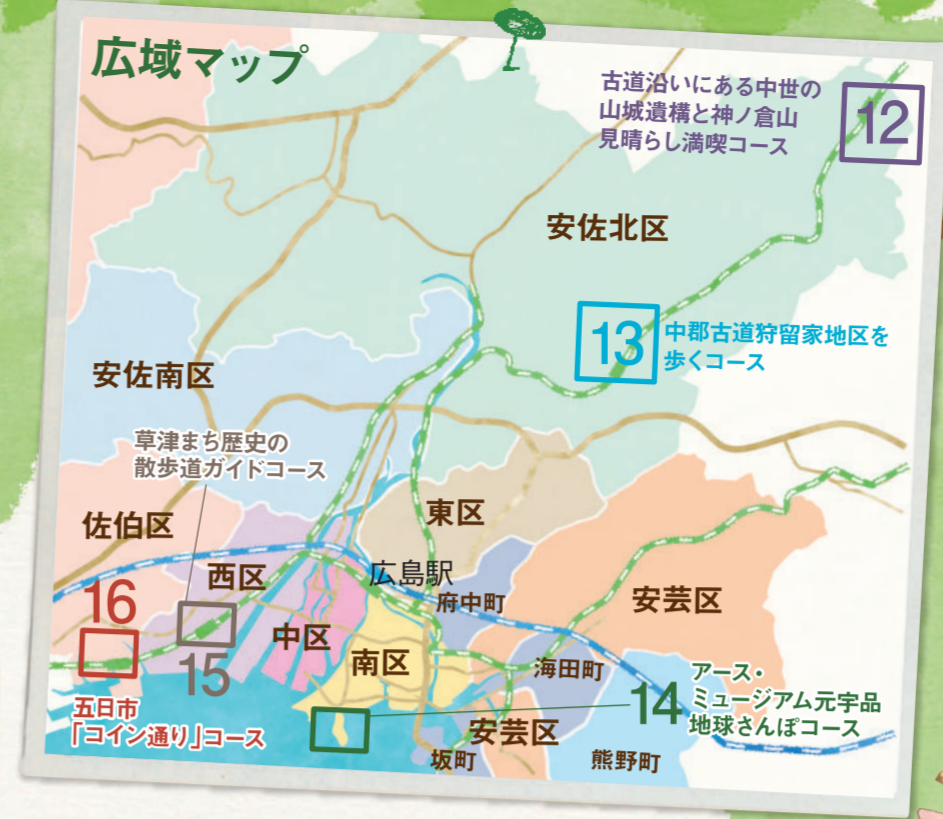 広域マップ
古道沿いにある中世の
山城遺構と神ノ倉山
見晴らし満喫コース
12
安佐北区
13
中郡古道狩留家地区を
歩くコース
安佐南区
草津まち歴史の
散歩道ガイドコース
佐伯区
東区
西区
広島駅
府中町
安芸区
16
15
中区
南区
海田町
14
アース・
ミュージアム元宇品
地球さんぽコース
五日市
「コイン通り」コース
安芸区
坂町
熊野町